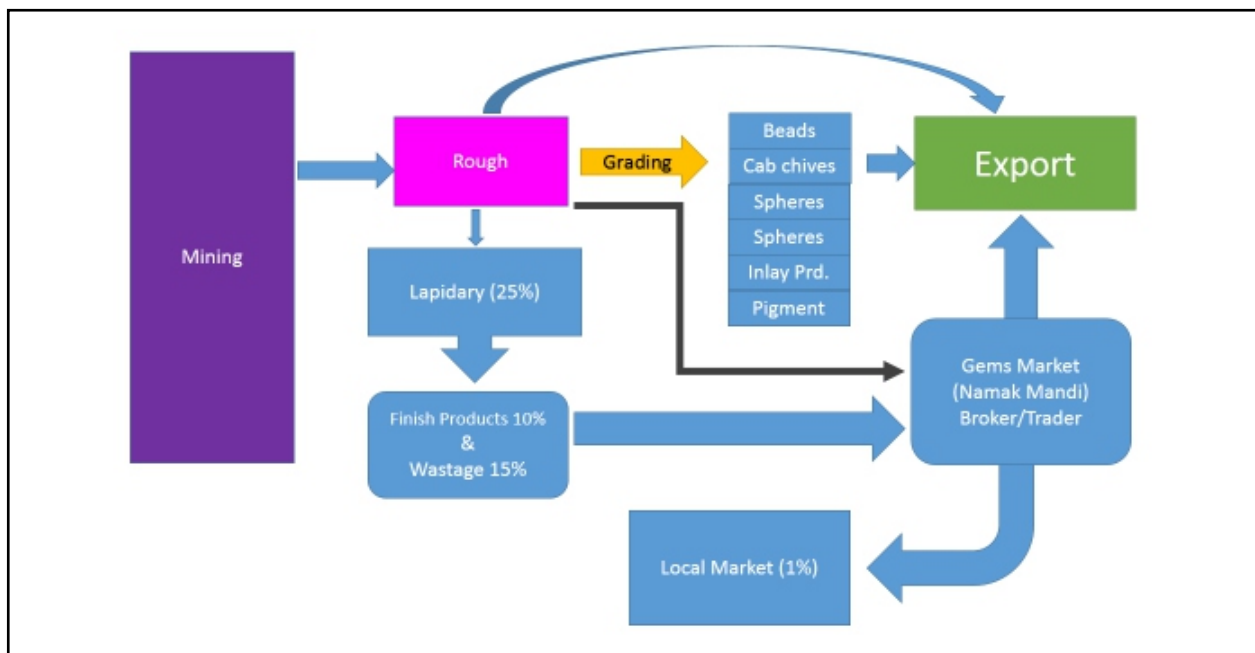 Mining
Rough
Grading
Beads
Cab chives
Spheres
Spheres
Inlay Prd.
Pigment
Export
Lapidary (25%)
Finish Products 10%
&
Wastage 15%
Gems Market
(Namak Mandi)
Broker/Trader
Local Market (1%)